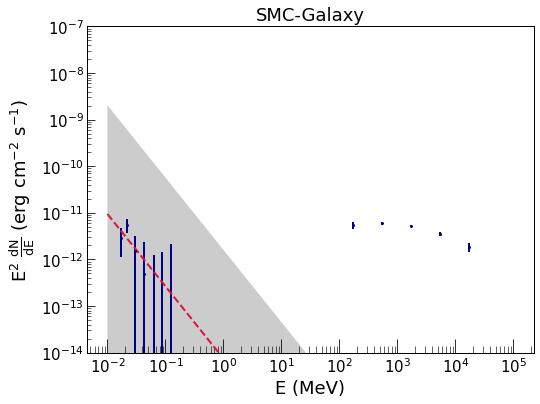 SMC-Galaxy
E² dN/dE (erg cm⁻² s⁻¹)
10⁻⁷
10⁻⁸
10⁻⁹
10⁻¹⁰
10⁻¹¹
10⁻¹²
10⁻¹³
10⁻¹⁴
10⁻² 10⁻¹ 10⁰ 10¹ 10² 10³ 10⁴ 10⁵
E (MeV)